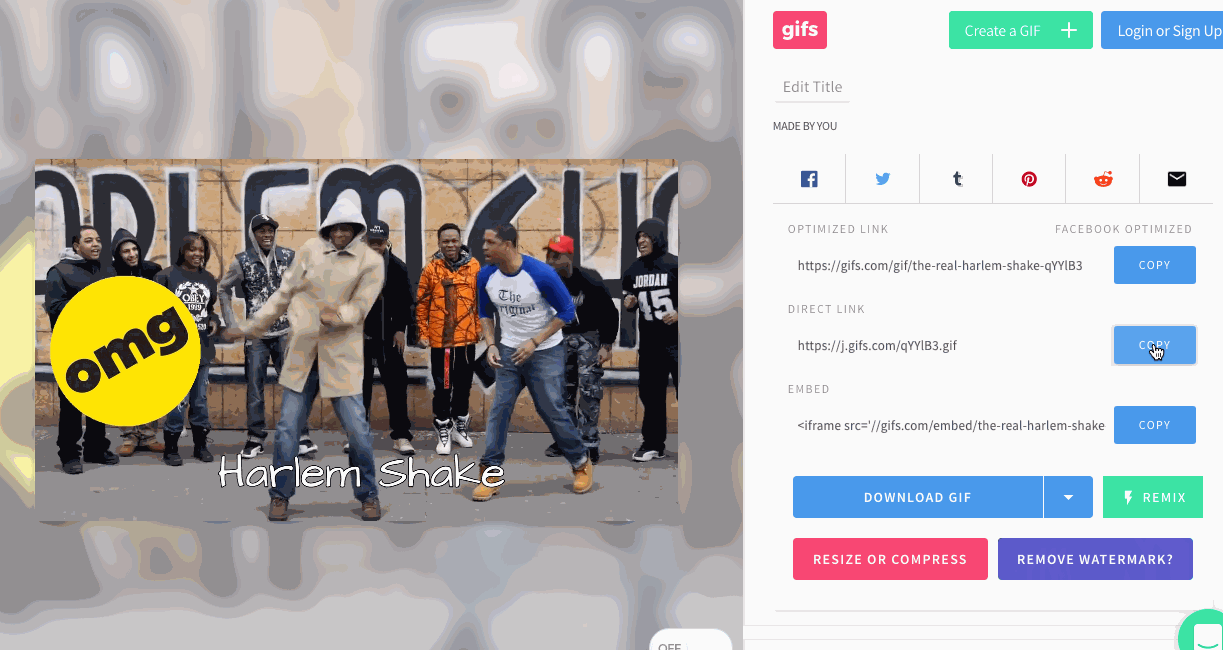 gifs
Create a GIF +
Login or Sign Up
Edit Title
MADE BY YOU
OPTIMIZED LINK
FACEBOOK OPTIMIZED
https://gifs.com/gif/the-real-harlem-shake-qYYlB3
COPY
DIRECT LINK
https://j.gifs.com/qYYlB3.gif
COPY
EMBED
<iframe src='//gifs.com/embed/the-real-harlem-shake
COPY
DOWNLOAD GIF
REMIX
RESIZE OR COMPRESS
REMOVE WATERMARK?
omg
OBEY
1979
The
Original
JORDAN
45
Harlem Shake
OFF